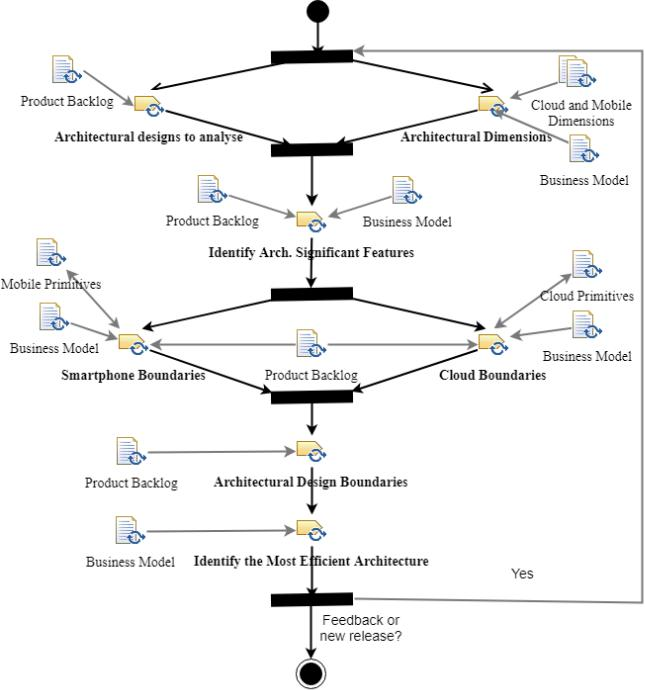 Product Backlog
Cloud and Mobile
Dimensions
Architectural designs to analyse
Architectural Dimensions
Business Model
Product Backlog
Business Model
Identify Arch. Significant Features
Mobile Primitives
Cloud Primitives
Business Model
Business Model
Smartphone Boundaries
Product Backlog
Cloud Boundaries
Product Backlog
Architectural Design Boundaries
Business Model
Identify the Most Efficient Architecture
Yes
Feedback or
new release?